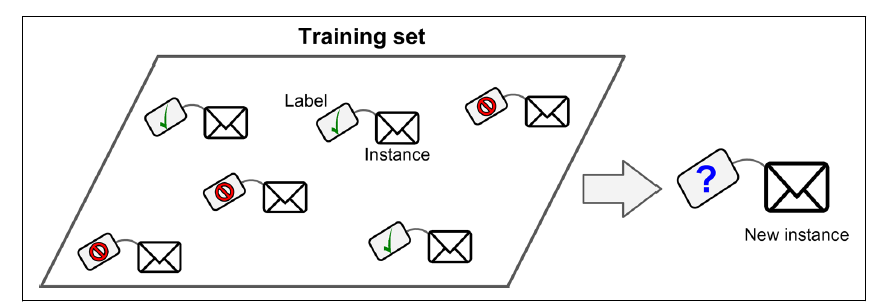 Training set
Label
Instance
?
New instance